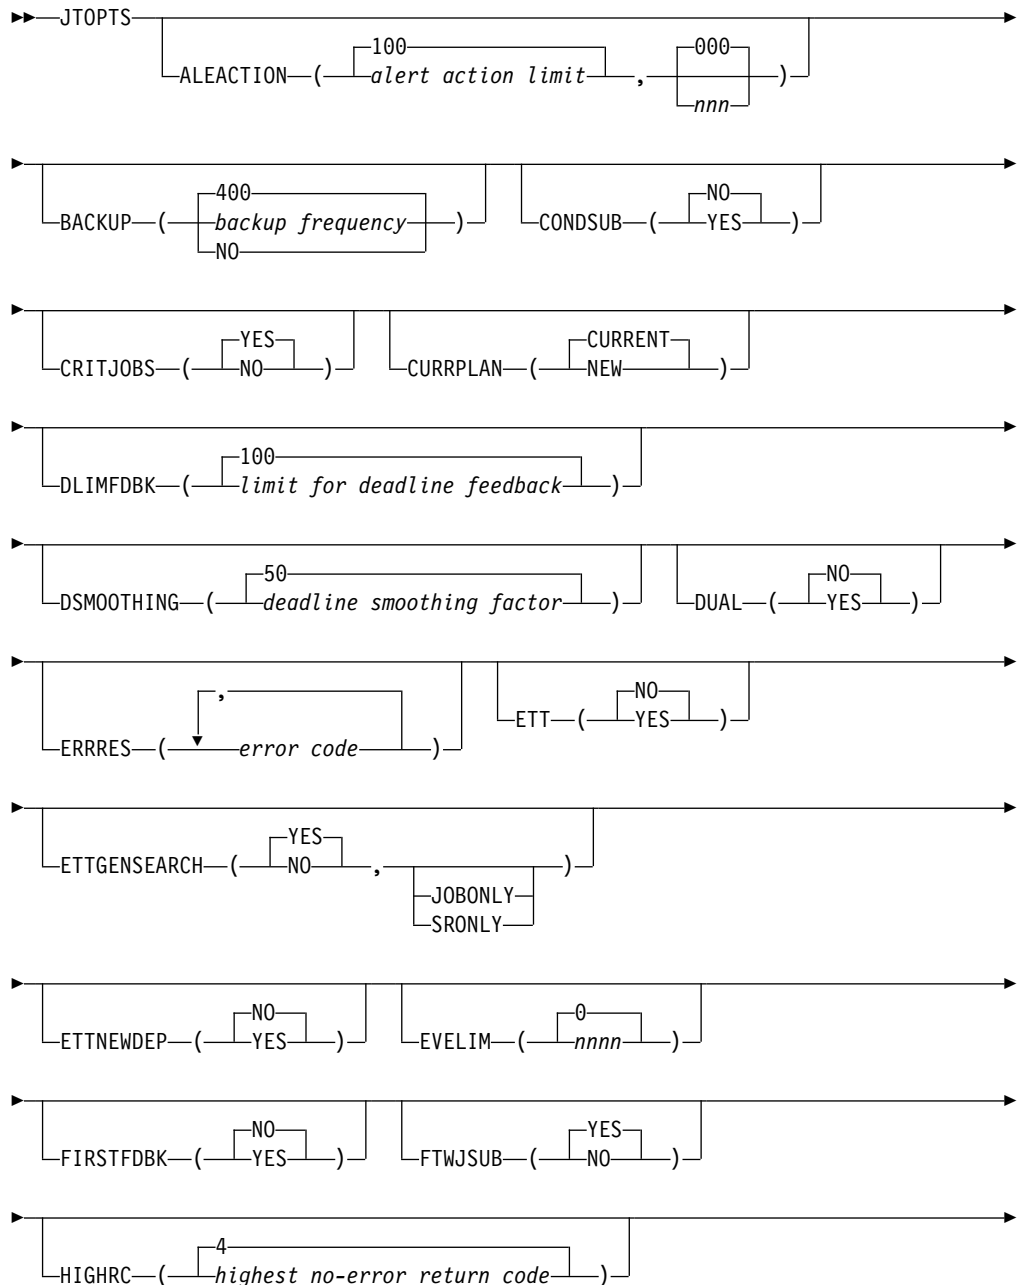 JTOPTS
100 000
ALEACTION ( alert action limit , )
nnn
400 NO
BACKUP ( backup frequency ) CONDSUB ( YES )
NO
YES CURRENT
CRITJOBS ( NO ) CURRPLAN ( NEW )
100
DLIMFDBK ( limit for deadline feedback )
50 NO
DSMOOTHING ( deadline smoothing factor ) DUAL ( YES )
, NO
ERRRES ( error code ) ETT ( YES )
YES
ETTGENSEARCH ( NO , )
JOBONLY
SRONLY
NO 0
ETTNEWDEP ( YES ) EVELIM ( nnnn )
NO YES
FIRSTFDBK ( YES ) FTWJSUB ( NO )
4
HIGHRC ( highest no-error return code )